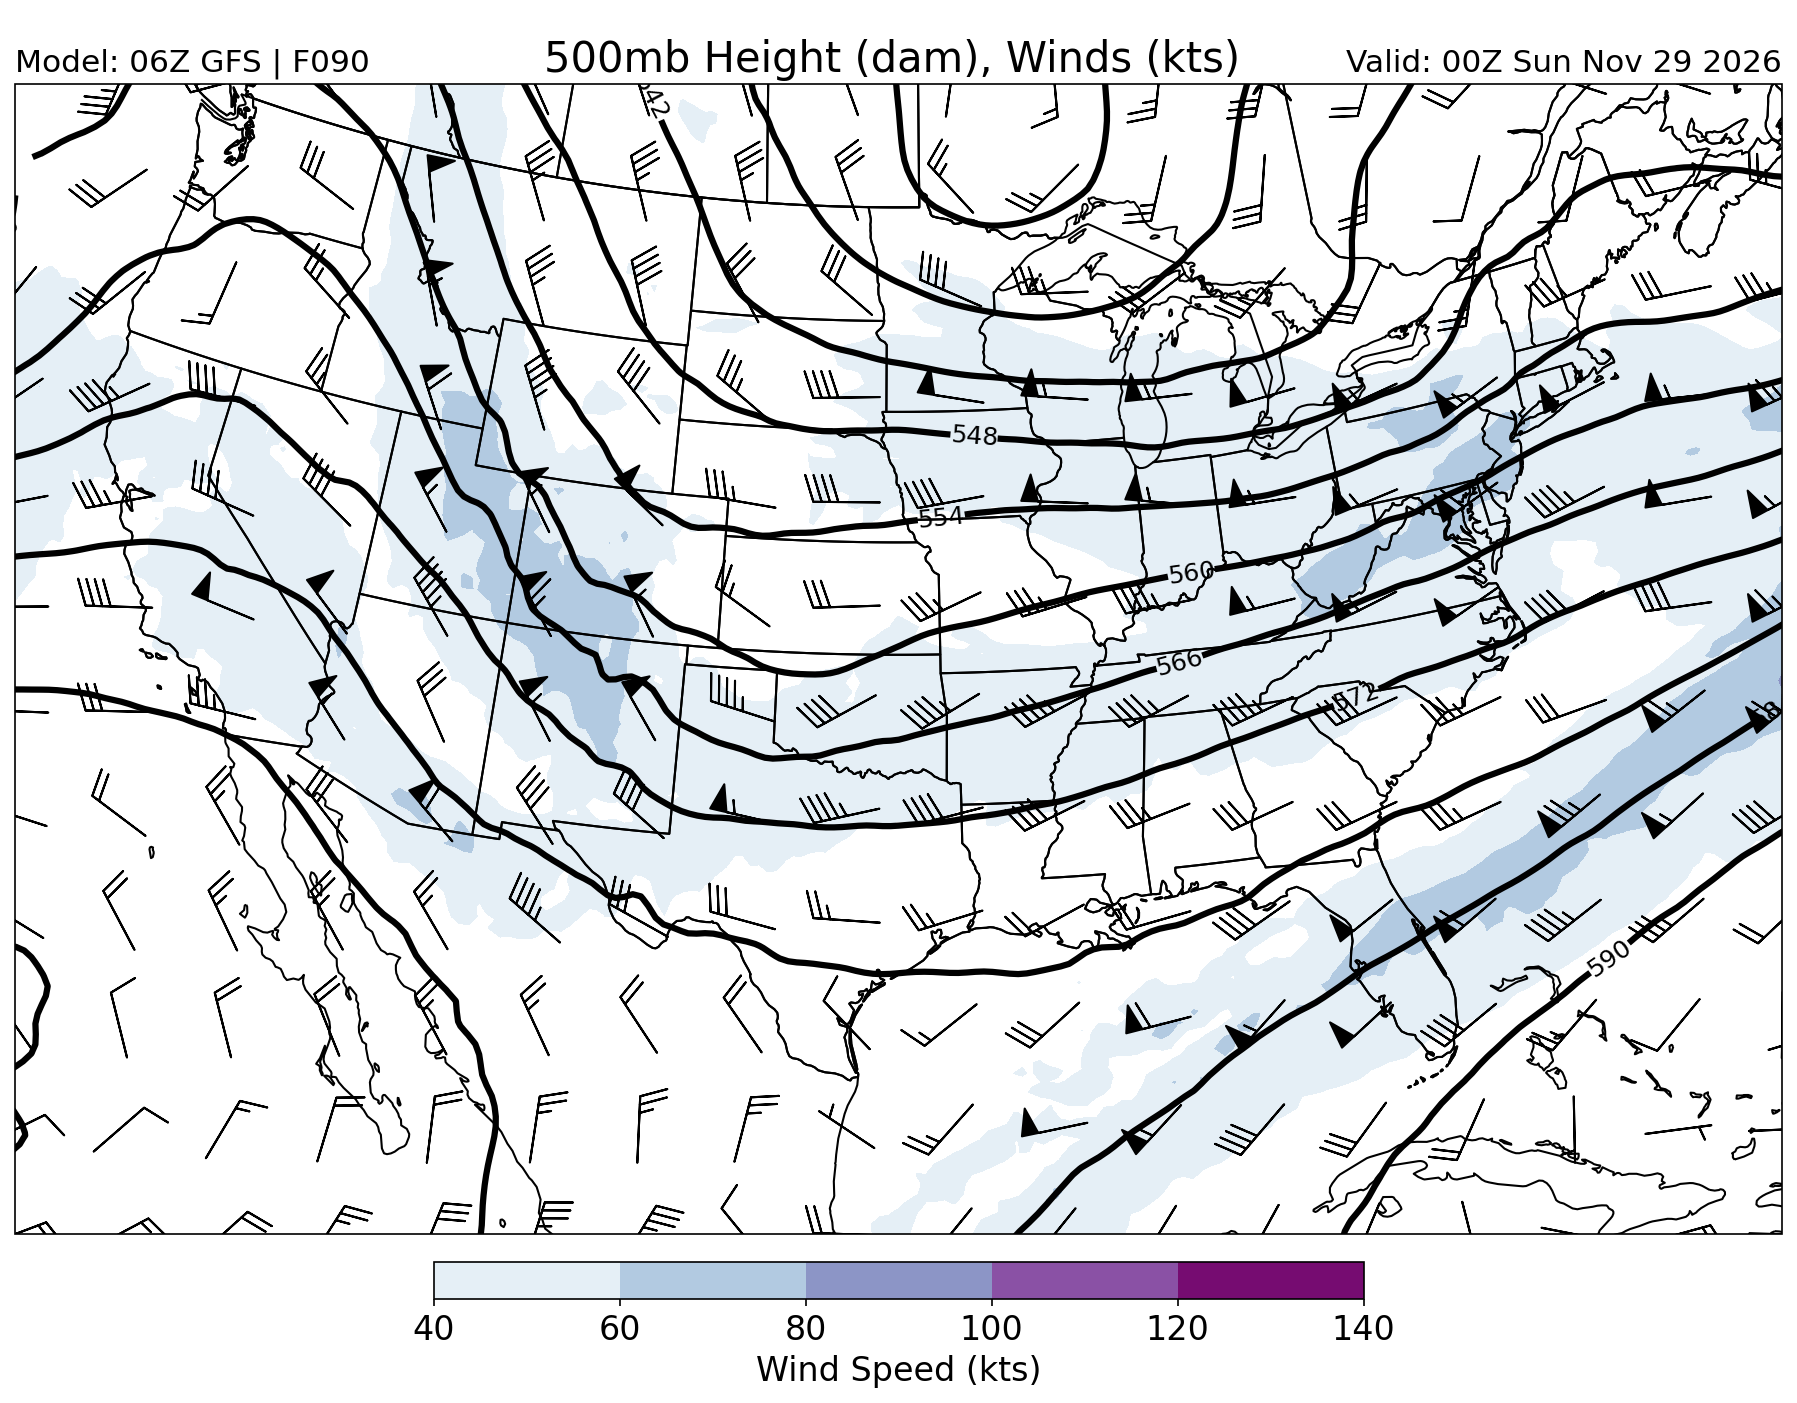 Model: 06Z GFS | F090
500mb Height (dam), Winds (kts)
Valid: 00Z Sun Nov 29 2026
548
554
560
566
572
590
40 60 80 100 120 140
Wind Speed (kts)